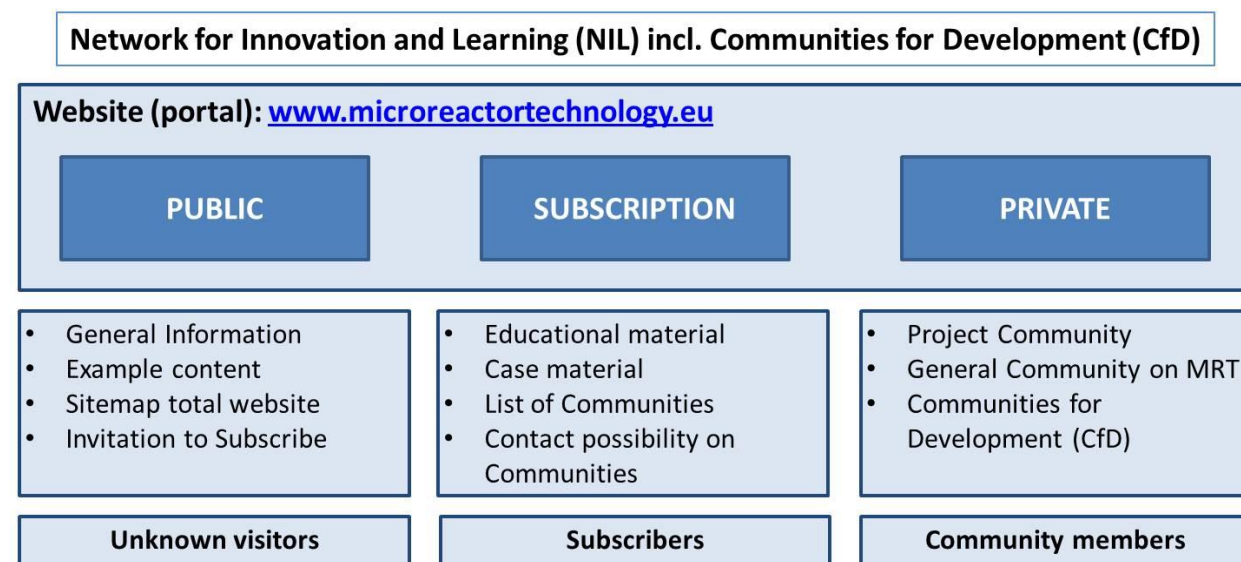 Network for Innovation and Learning (NIL) incl. Communities for Development (CfD)
Website (portal): www.microreactortechnology.eu
PUBLIC
SUBSCRIPTION
PRIVATE
• General Information
• Example content
• Sitemap total website
• Invitation to Subscribe
• Educational material
• Case material
• List of Communities
• Contact possibility on
Communities
• Project Community
• General Community on MRT
• Communities for
Development (CfD)
Unknown visitors
Subscribers
Community members